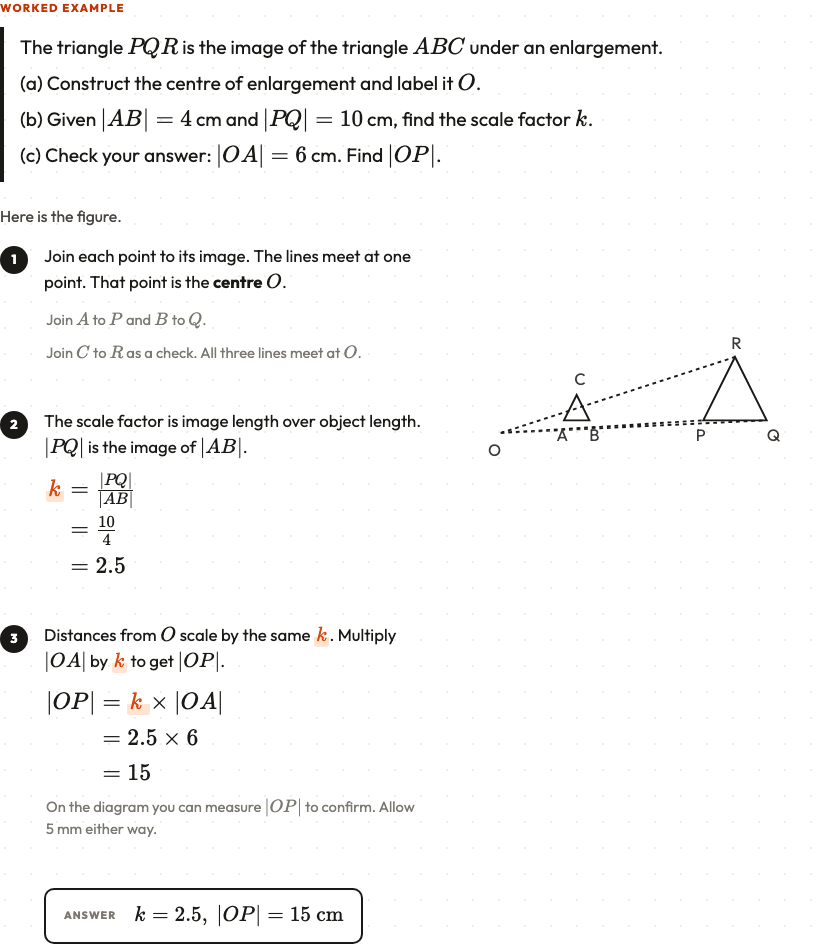 WORKED EXAMPLE
The triangle PQR is the image of the triangle ABC under an enlargement.
(a) Construct the centre of enlargement and label it O.
(b) Given |AB| = 4 cm and |PQ| = 10 cm, find the scale factor k.
(c) Check your answer: |OA| = 6 cm. Find |OP|.
Here is the figure.
1 Join each point to its image. The lines meet at one
point. That point is the centre O.
Join A to P and B to Q.
Join C to R as a check. All three lines meet at O.
2 The scale factor is image length over object length.
|PQ| is the image of |AB|.
k = |PQ|/|AB|
= 10/4
= 2.5
3 Distances from O scale by the same k. Multiply
|OA| by k to get |OP|.
|OP| = k × |OA|
= 2.5 × 6
= 15
On the diagram you can measure |OP| to confirm. Allow
5 mm either way.
ANSWER k = 2.5, |OP| = 15 cm
R
C
O
A
B
P
Q